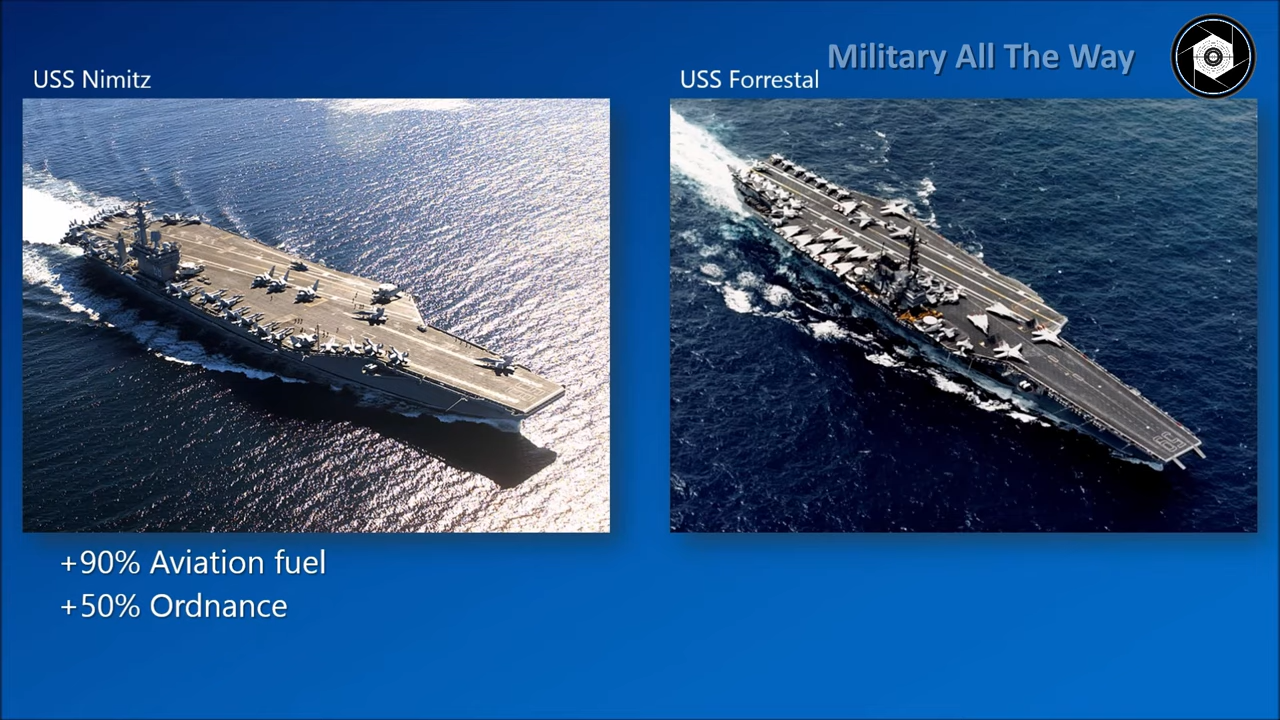 Military All The Way
USS Nimitz
USS Forrestal
+90% Aviation fuel
+50% Ordnance